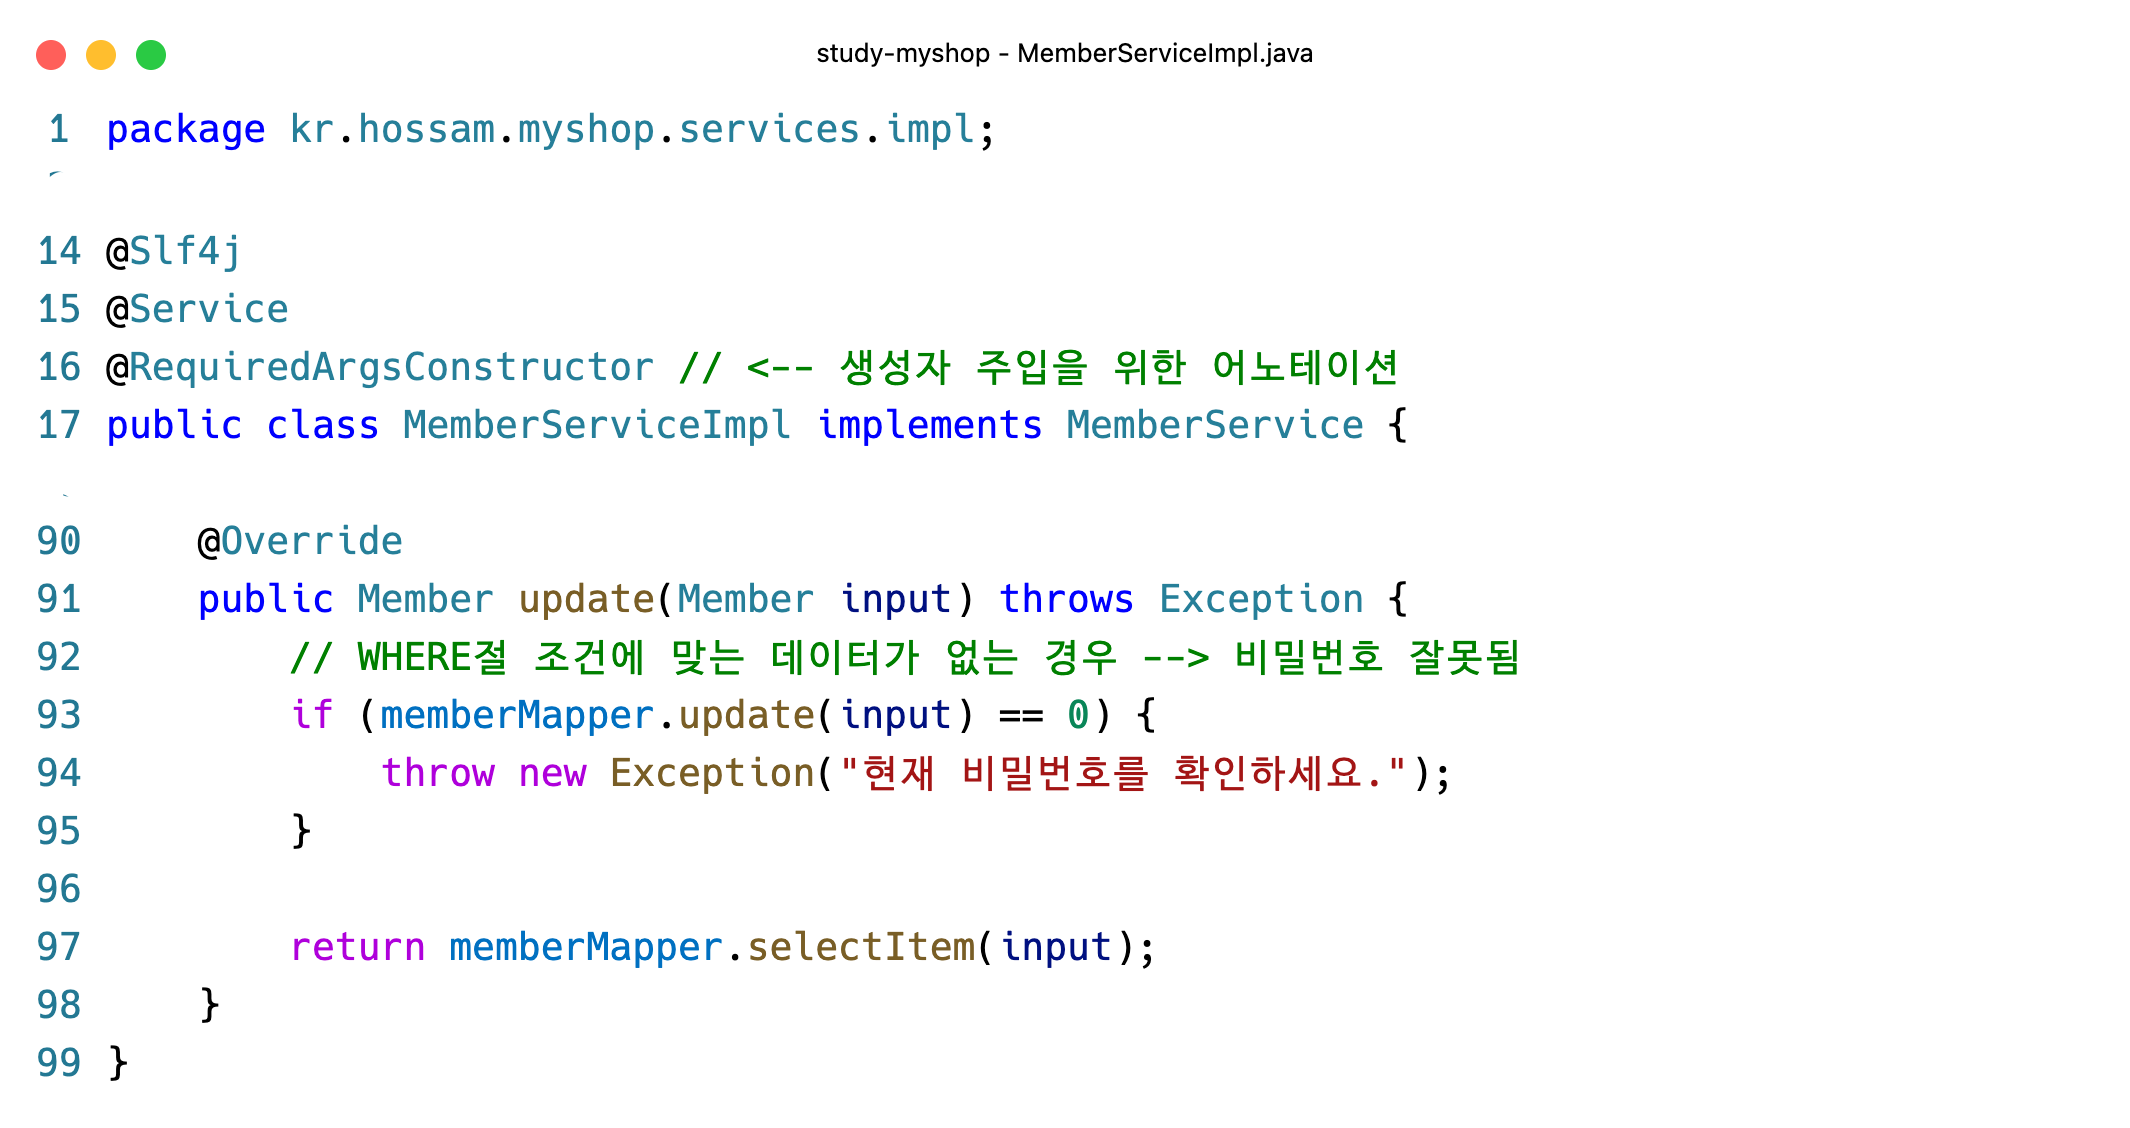 study-myshop - MemberServiceImpl.java
1 package kr.hossam.myshop.services.impl;
14 @Slf4j
15 @Service
16 @RequiredArgsConstructor // <-- 생성자 주입을 위한 어노테이션
17 public class MemberServiceImpl implements MemberService {
90     @Override
91     public Member update(Member input) throws Exception {
92         // WHERE절 조건에 맞는 데이터가 없는 경우 --> 비밀번호 잘못됨
93         if (memberMapper.update(input) == 0) {
94             throw new Exception("현재 비밀번호를 확인하세요.");
95         }
96
97         return memberMapper.selectItem(input);
98     }
99 }